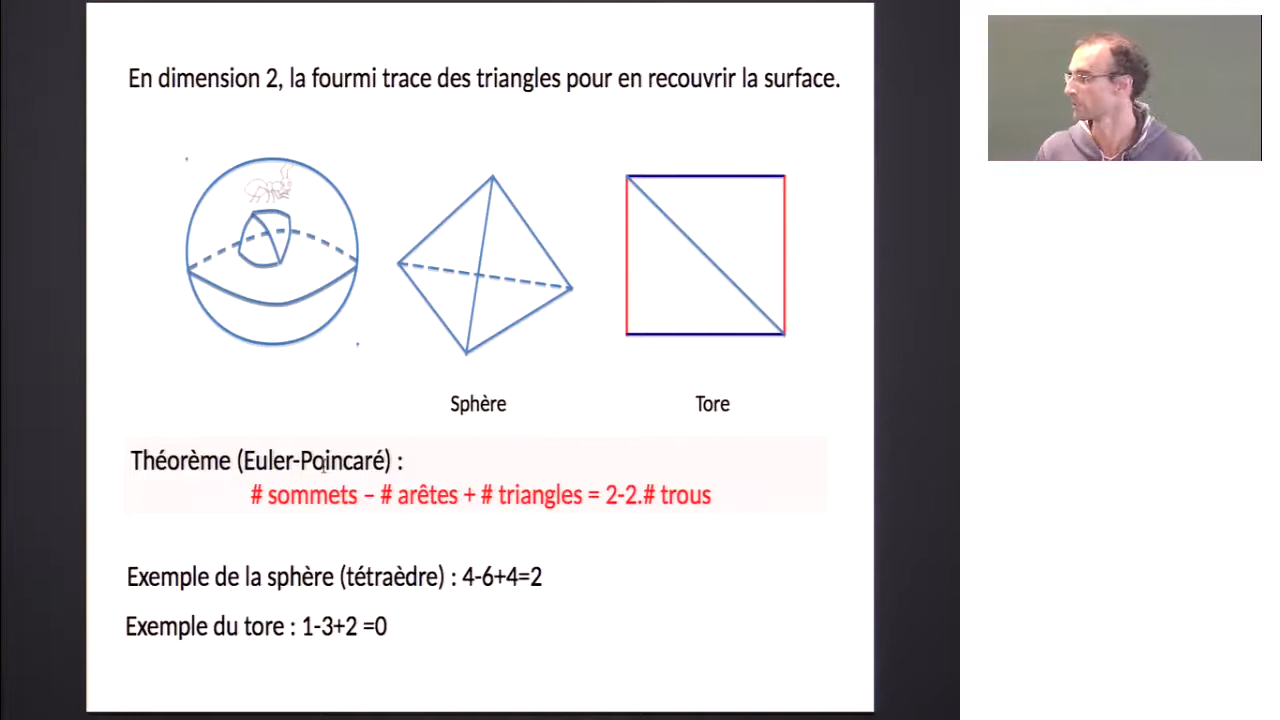 En dimension 2, la fourmi trace des triangles pour en recouvrir la surface.
Sphère
Tore
Théorème (Euler-Poincaré) :
# sommets – # arêtes + # triangles = 2-2.# trous
Exemple de la sphère (tétraèdre) : 4-6+4=2
Exemple du tore : 1-3+2 =0